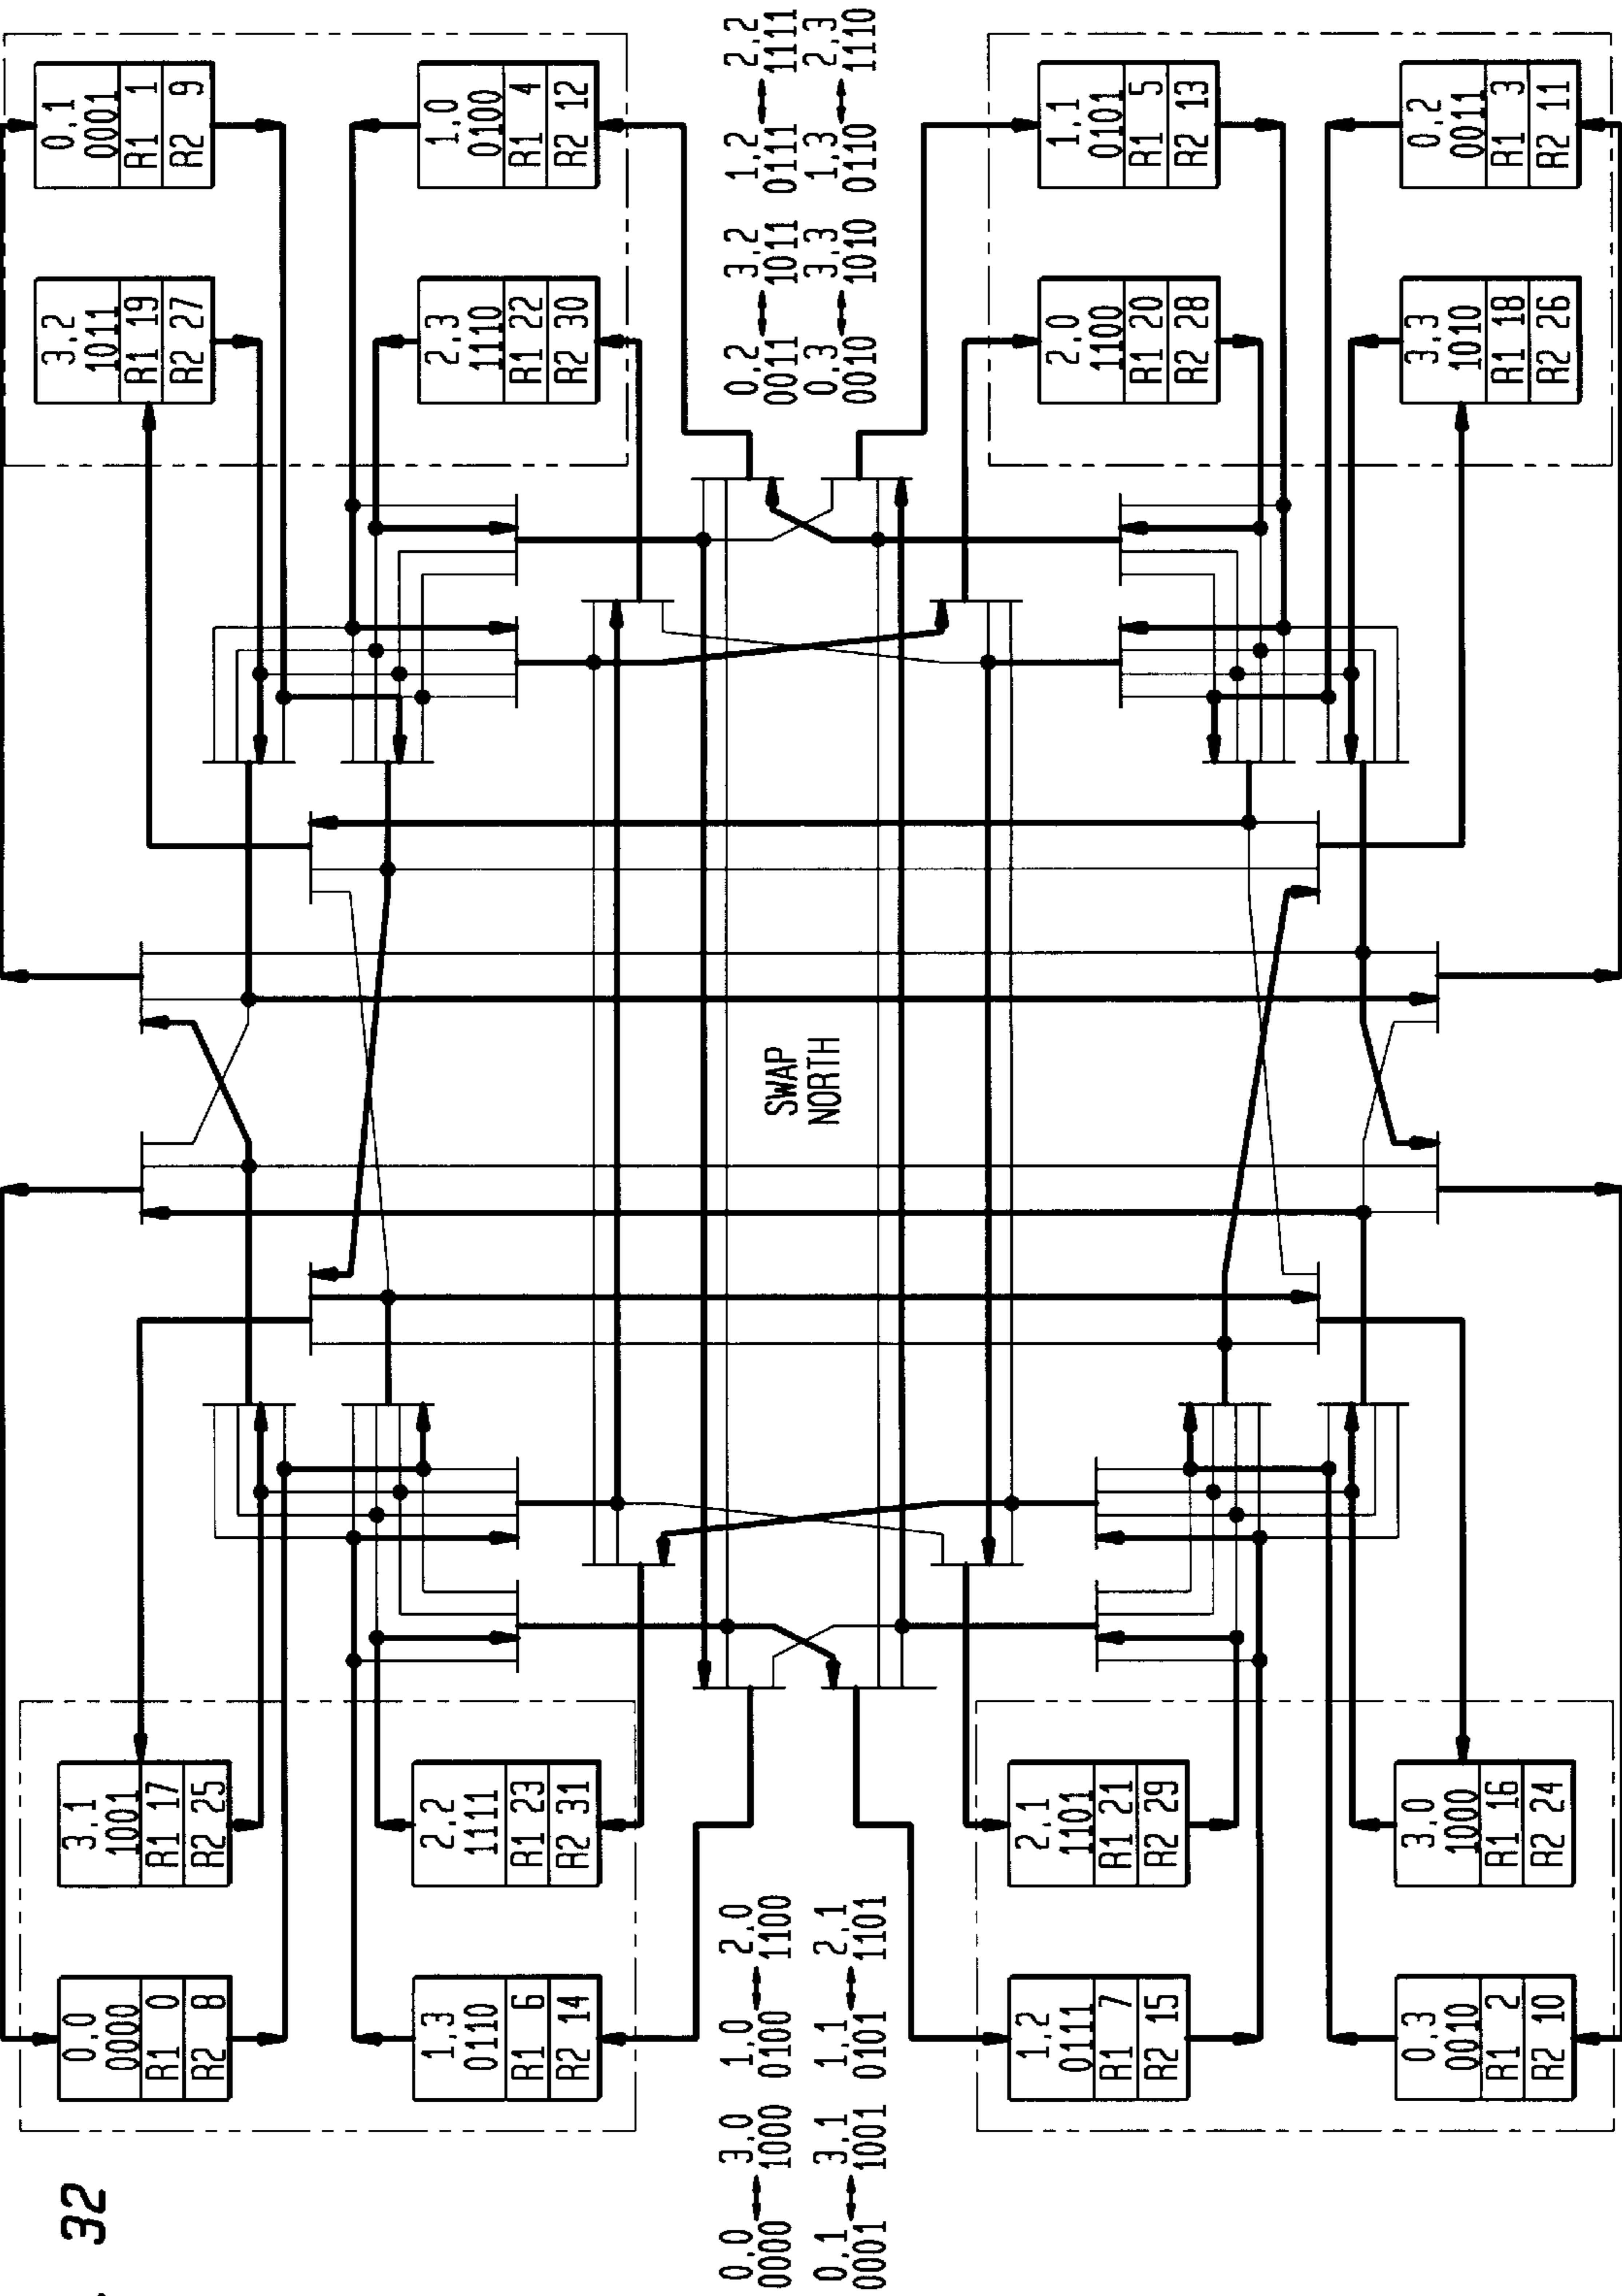 32
0,0
0000
R1 0
R2 8
3,1
1001
R1 17
R2 25
3,2
1011
R1 19
R2 27
0,1
0001
R1 1
R2 9
1,3
0110
R1 6
R2 14
2,2
1111
R1 23
R2 31
2,3
1110
R1 22
R2 30
1,0
0100
R1 4
R2 12
0,0 3,0 1,0 2,0
0000 1000 0100 1100
0,1 3,1 1,1 2,1
0001 1001 0101 1101
SWAP
NORTH
0,2 3,2 1,2 2,2
0011 1011 0111 1111
0,3 3,3 1,3 2,3
0010 1010 0110 1110
1,2
0111
R1 7
R2 15
2,1
1101
R1 21
R2 29
2,0
1100
R1 20
R2 28
1,1
0101
R1 5
R2 13
0,3
0010
R1 2
R2 10
3,0
1000
R1 16
R2 24
3,3
1010
R1 18
R2 26
0,2
0011
R1 3
R2 11